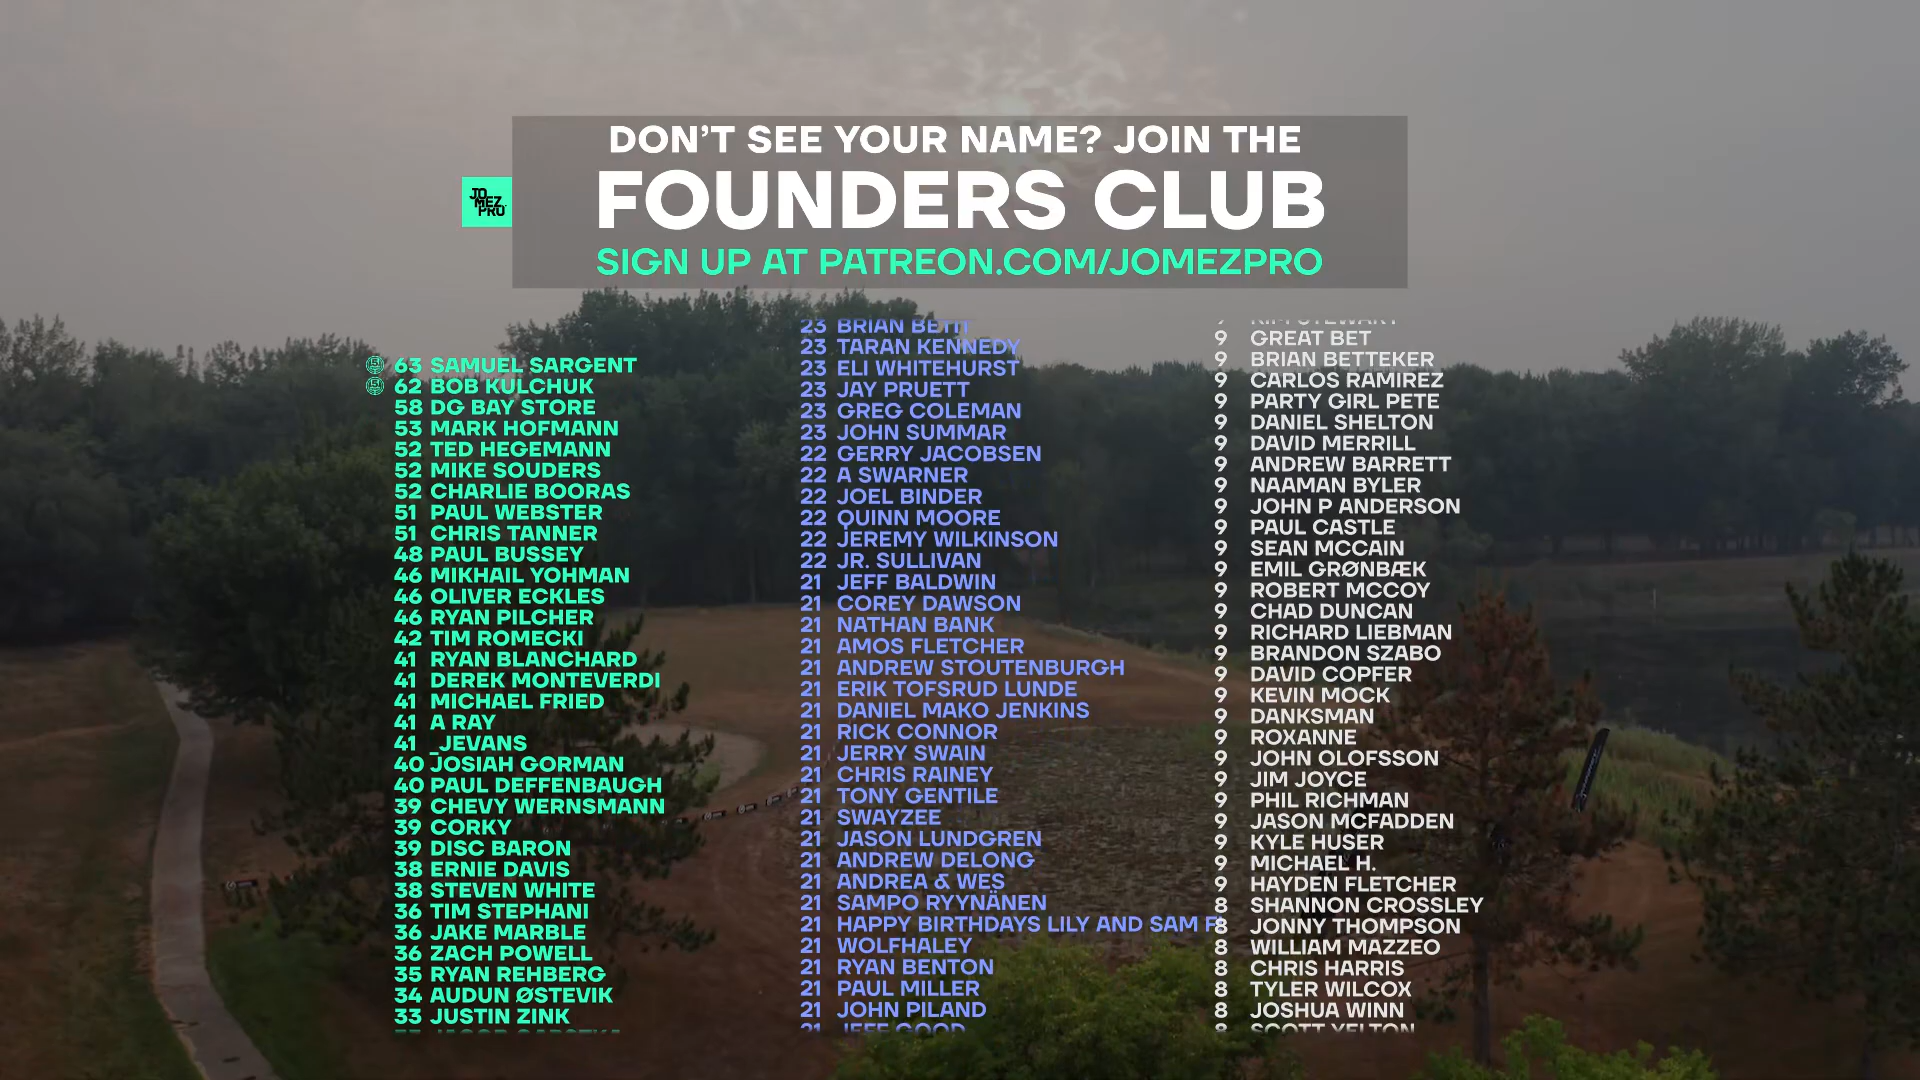 DON'T SEE YOUR NAME? JOIN THE
JO
MEZ
PRO
FOUNDERS CLUB
SIGN UP AT PATREON.COM/JOMEZPRO
63 SAMUEL SARGENT
62 BOB KULCHUK
58 DG BAY STORE
53 MARK HOFMANN
52 TED HEGEMANN
52 MIKE SOUDERS
52 CHARLIE BOORAS
51 PAUL WEBSTER
51 CHRIS TANNER
48 PAUL BUSSEY
46 MIKHAIL YOHMAN
46 OLIVER ECKLES
46 RYAN PILCHER
42 TIM ROMECKI
41 RYAN BLANCHARD
41 DEREK MONTEVERDI
41 MICHAEL FRIED
41 A RAY
41 _JEVANS
40 JOSIAH GORMAN
40 PAUL DEFFENBAUGH
39 CHEVY WERNSMANN
39 CORKY
39 DISC BARON
38 ERNIE DAVIS
38 STEVEN WHITE
36 TIM STEPHANI
36 JAKE MARBLE
36 ZACH POWELL
35 RYAN REHBERG
34 AUDUN ØSTEVIK
33 JUSTIN ZINK
23 BRIAN
23 TARAN KENNEDY
23 ELI WHITEHURST
23 JAY PRUETT
23 GREG COLEMAN
23 JOHN SUMMAR
22 GERRY JACOBSEN
22 A SWARNER
22 JOEL BINDER
22 QUINN MOORE
22 JEREMY WILKINSON
22 JR. SULLIVAN
21 JEFF BALDWIN
21 COREY DAWSON
21 NATHAN BANK
21 AMOS FLETCHER
21 ANDREW STOUTENBURGH
21 ERIK TOFSRUD LUNDE
21 DANIEL MAKO JENKINS
21 RICK CONNOR
21 JERRY SWAIN
21 CHRIS RAINEY
21 TONY GENTILE
21 SWAYZEE
21 JASON LUNDGREN
21 ANDREW DELONG
21 ANDREA & WES
21 SAMPO RYYNÄNEN
21 HAPPY BIRTHDAYS LILY AND SAM
21 WOLFHALEY
21 RYAN BENTON
21 PAUL MILLER
21 JOHN PILAND
21 JEFF GOOD
9 GREAT BET
9 BRIAN BETTEKER
9 CARLOS RAMIREZ
9 PARTY GIRL PETE
9 DANIEL SHELTON
9 DAVID MERRILL
9 ANDREW BARRETT
9 NAAMAN BYLER
9 JOHN P ANDERSON
9 PAUL CASTLE
9 SEAN MCCAIN
9 EMIL GRØNBÆK
9 ROBERT MCCOY
9 CHAD DUNCAN
9 RICHARD LIEBMAN
9 BRANDON SZABO
9 DAVID COPFER
9 KEVIN MOCK
9 DANKSMAN
9 ROXANNE
9 JOHN OLOFSSON
9 JIM JOYCE
9 PHIL RICHMAN
9 JASON MCFADDEN
9 KYLE HUSER
9 MICHAEL H.
9 HAYDEN FLETCHER
8 SHANNON CROSSLEY
8 JONNY THOMPSON
8 WILLIAM MAZZEO
8 CHRIS HARRIS
8 TYLER WILCOX
8 JOSHUA WINN
8 SCOTT YELTON